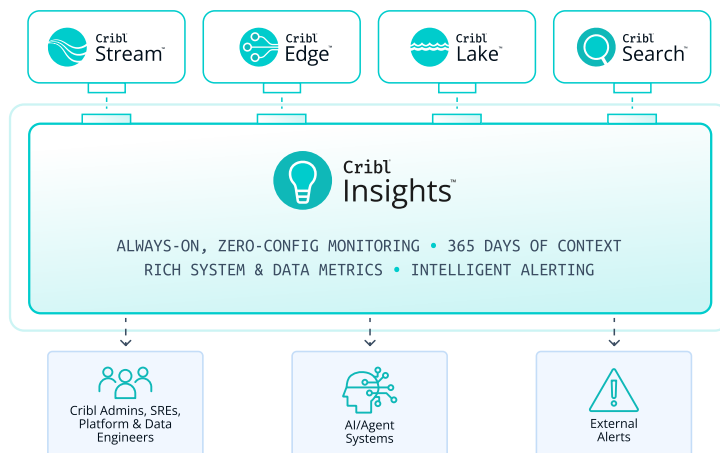 Cribl
Stream™
Cribl
Edge™
Cribl
Lake™
Cribl
Search™
Cribl
Insights™
ALWAYS-ON, ZERO-CONFIG MONITORING • 365 DAYS OF CONTEXT
RICH SYSTEM & DATA METRICS • INTELLIGENT ALERTING
Cribl Admins, SREs,
Platform & Data
Engineers
AI/Agent
Systems
External
Alerts